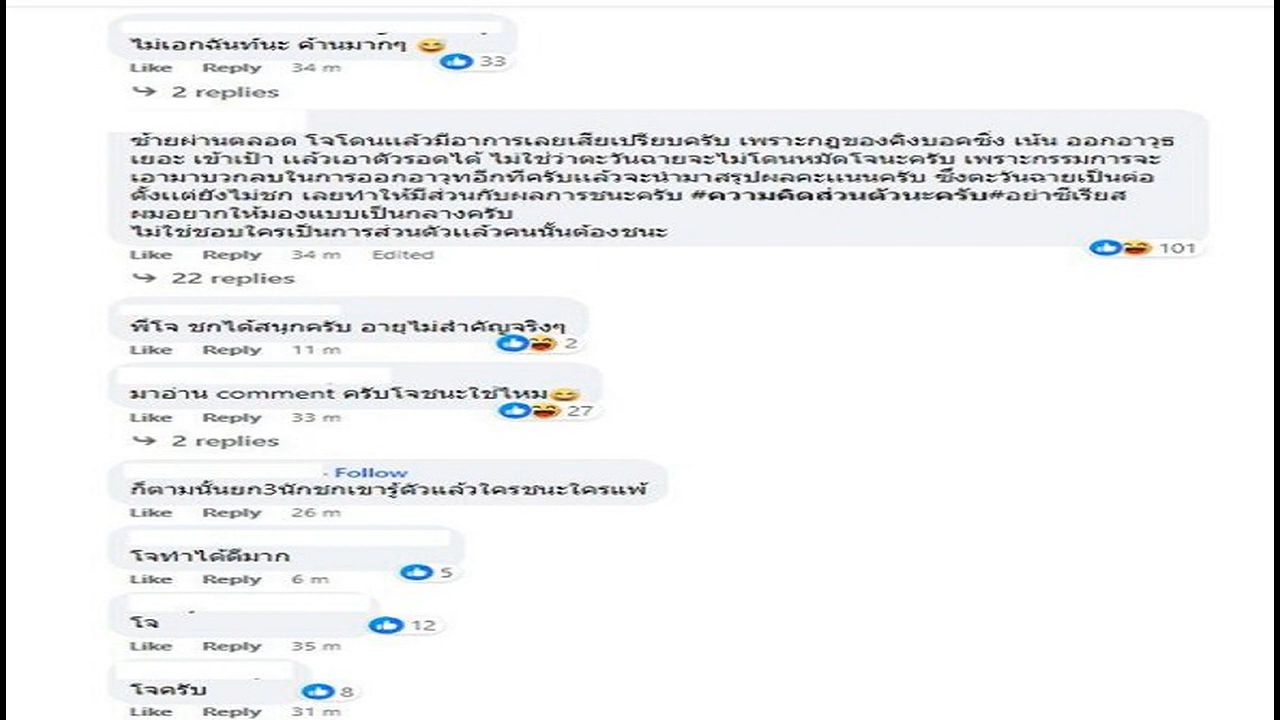 ไม่เอกฉันท์นะ ค้านมากๆ 😅
33
Like Reply 34 m
2 replies
ซ้ายผ่านตลอด โจโดนแล้วมีอาการเลยเสียเปรียบครับ เพราะกฎของคิงบอคซิ่ง เน้น ออกอาวุธ
เยอะ เข้าเป้า แล้วเอาตัวรอดได้ ไม่ใช่ว่าตะวันฉายจะไม่โดนหมัดโจนะครับ เพราะกรรมการจะ
เอามาบวกลบในการออกอาวุทอีกทีครับแล้วจะนำมาสรุปผลคะแนนครับ ซึ่งตะวันฉายเป็นต่อ
ตั้งแต่ยังไม่ชก เลยทำให้มีส่วนกับผลการชนะครับ #ความคิดส่วนตัวนะครับ#อย่าซีเรียส
ผมอยากให้มองแบบเป็นกลางครับ
ไม่ใช่ชอบใครเป็นการส่วนตัวแล้วคนนั้นต้องชนะ
101
Like Reply 34 m Edited
22 replies
พี่โจ ชกได้สนุกครับ อายุไม่สำคัญจริงๆ
2
Like Reply 11 m
มาอ่าน comment ครับโจชนะใช่ไหม😅
27
Like Reply 33 m
2 replies
· Follow
ก็ตามนั้นยก3นักชกเขารู้ตัวแล้วใครชนะใครแพ้
Like Reply 26 m
โจทำได้ดีมาก
5
Like Reply 6 m
โจ
12
Like Reply 35 m
โจครับ
8
Like Reply 31 m